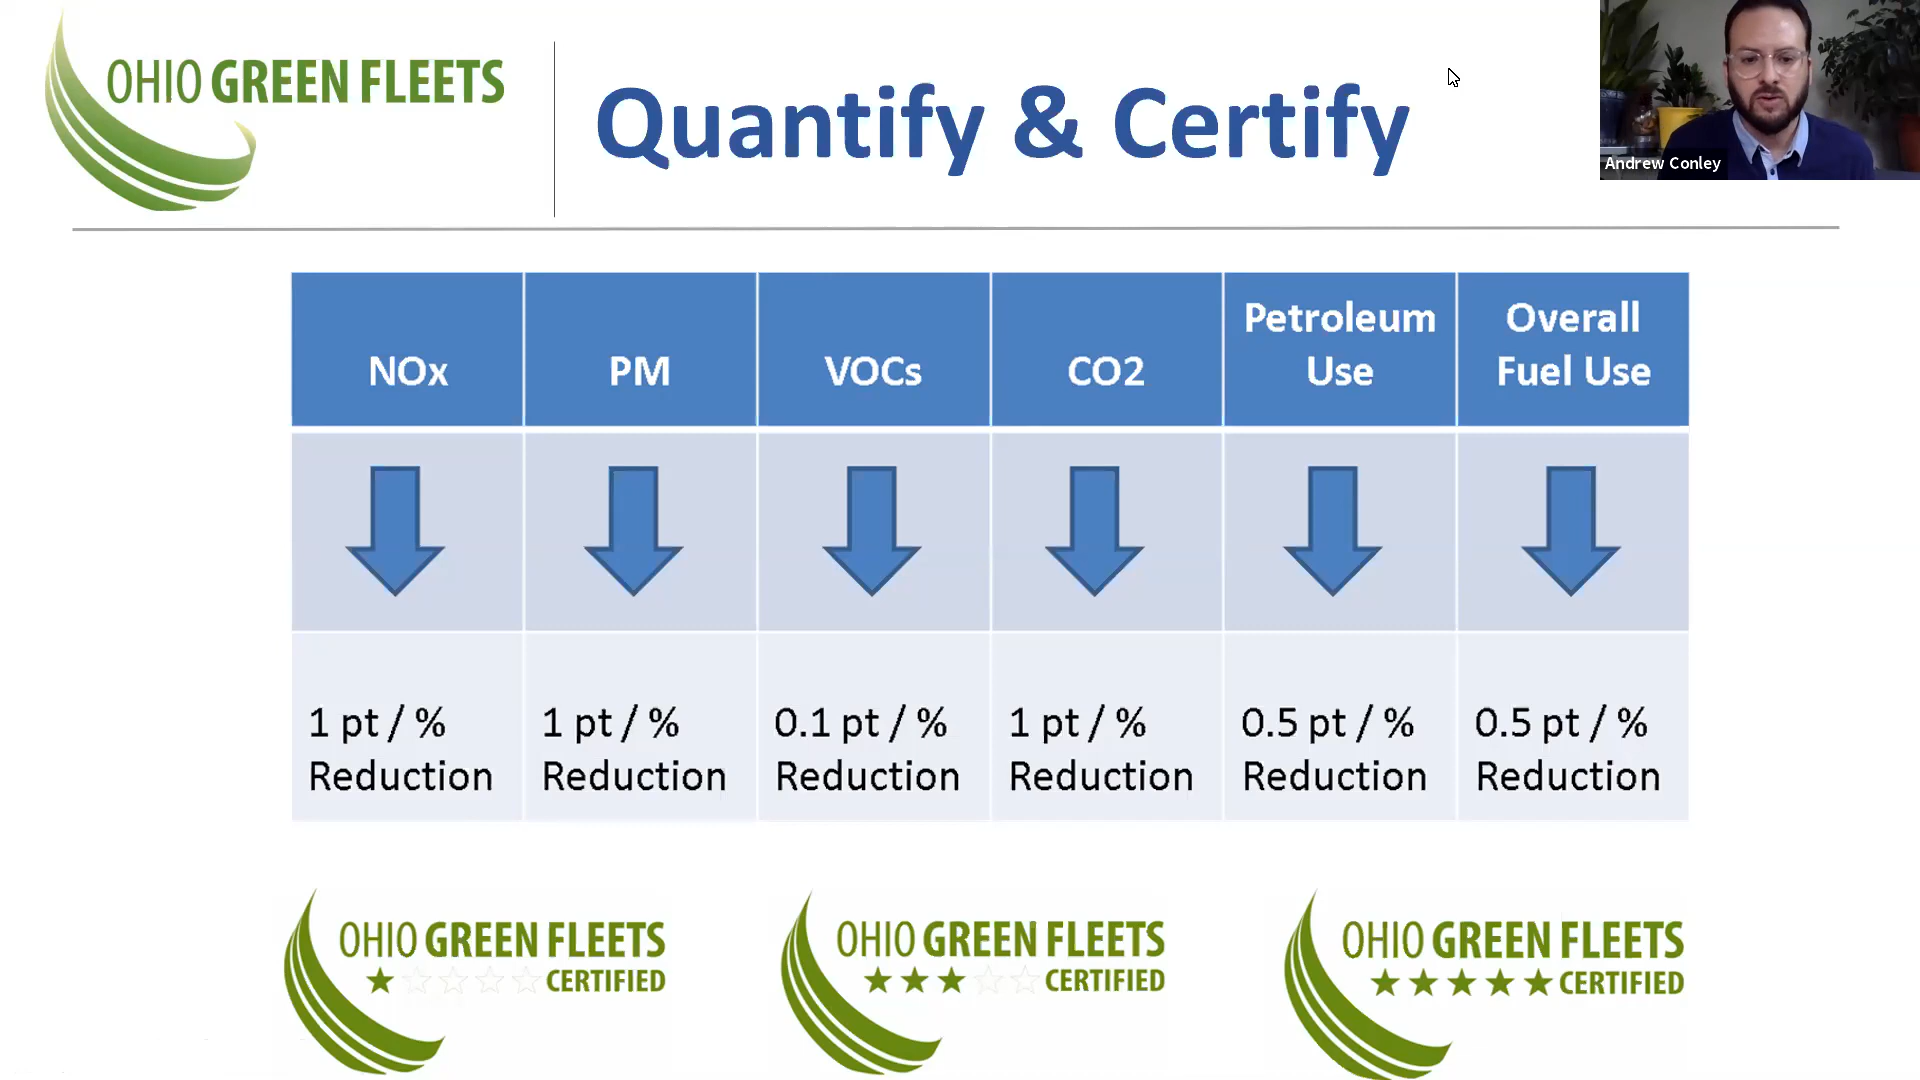 OHIO GREEN FLEETS
Quantify & Certify
Andrew Conley
NOx
PM
VOCs
CO2
Petroleum
Use
Overall
Fuel Use
1 pt / %
Reduction
1 pt / %
Reduction
0.1 pt / %
Reduction
1 pt / %
Reduction
0.5 pt / %
Reduction
0.5 pt / %
Reduction
OHIO GREEN FLEETS
CERTIFIED
OHIO GREEN FLEETS
CERTIFIED
OHIO GREEN FLEETS
CERTIFIED